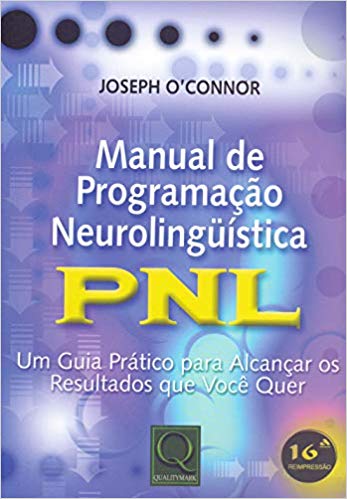 JOSEPH O'CONNOR
Manual de
Programação
Neurolingüística
PNL
Um Guia Prático para Alcançar os
Resultados que Você Quer
Q
QUALITYMARK
16ª
REIMPRESSÃO